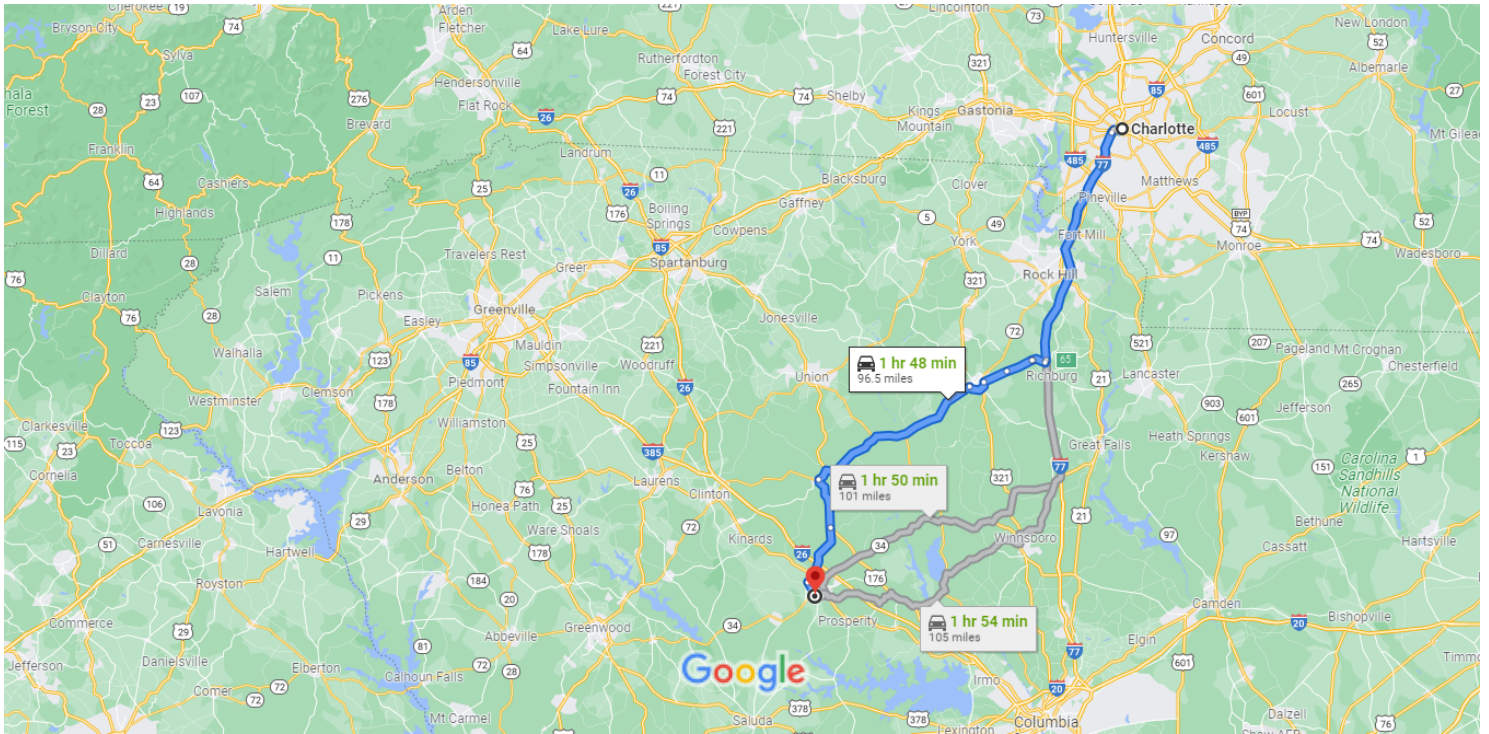 Cherokee
19
Arden
Fletcher
221
27
Lincolnton
73
Concord
Huntersville
New London
Bryson City
74
Lake Lure
64
Rutherfordton
Forest City
321
49
52
Albemarle
Sylva
Hendersonville
85
nala
Forest
28
23
107
276
Flat Rock
26
74
74
Shelby
Kings
Mountain
Gastonia
601
Locust
27
Brevard
221
Charlotte
Mt Gilead
Franklin
Landrum
485
77
485
64
Cashiers
25
26
11
Blacksburg
Clover
Matthews
Highlands
178
176
Boiling
Springs
Gaffney
5
49
Pineville
BYP
74
52
Dillard
28
11
Travelers Rest
85
Cowpens
York
Fort Mill
Monroe
74
Wadesboro
76
Salem
Pickens
Greer
Spartanburg
Rock Hill
321
Clayton
76
28
Easley
Greenville
Jonesville
72
Walhalla
123
Mauldin
Simpsonville
221
Woodruff
1 hr 48 min
96.5 miles
65
Richburg
521
207
Pageland
Mt Croghan
Chesterfield
85
Piedmont
Fountain Inn
26
Union
21
Lancaster
265
Westminster
Clemson
178
903
601
Jefferson
Clarkesville
115
23
Toccoa
123
Williamston
25
Great Falls
Heath Springs
Kershaw
1
Cornelia
Anderson
Belton
385
Laurens
1 hr 50 min
101 miles
77
151
Carolina
Sandhills
National
Wildlife...
106
Lavonia
76
Honea Path
25
Clinton
321
29
Ware Shoals
72
21
Bethune
51
Carnesville
Hartwell
178
Kinards
26
34
Winnsboro
97
Cassatt
Hartsville
Royston
184
20
176
Commerce
29
81
Abbeville
Greenwood
34
Prosperity
1 hr 54 min
105 miles
Camden
20
Bishopville
Jefferson
Danielsville
Elberton
72
28
Elgin
77
601
Comer
72
72
Calhoun Falls
Google
Irmo
20
Mt Carmel
378
Saluda
378
Lexington
Columbia
Dalzell
76